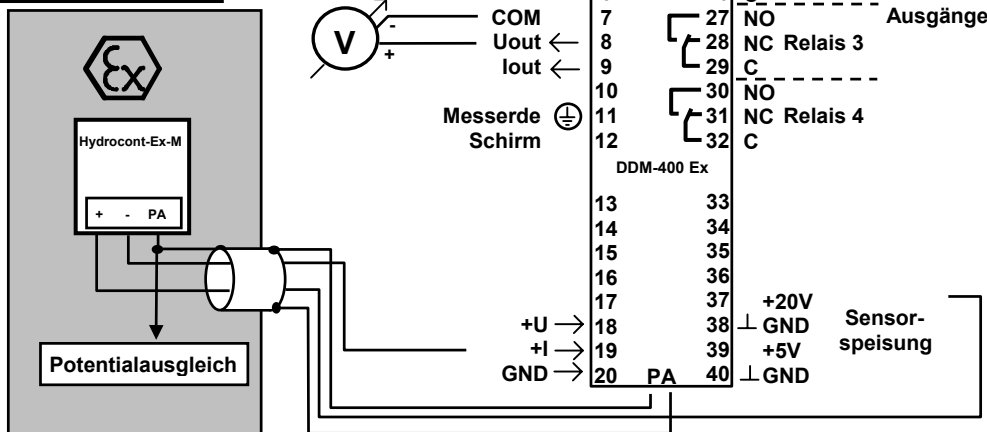 COM 7 27 NO Ausgänge
- V +
Uout ← 8 28 NC Relais 3
Iout ← 9 29 C
10 30 NO
Messerde 11 31 NC Relais 4
Schirm 12 32 C
DDM-400 Ex
Ex
Hydrocont-Ex-M
+ - PA
13 33
14 34
15 35
16 36
17 37 +20V
+U → 18 38 ⊥ GND
+I → 19 39 +5V
GND → 20 PA 40 ⊥ GND
Sensor-
speisung
Potentialausgleich